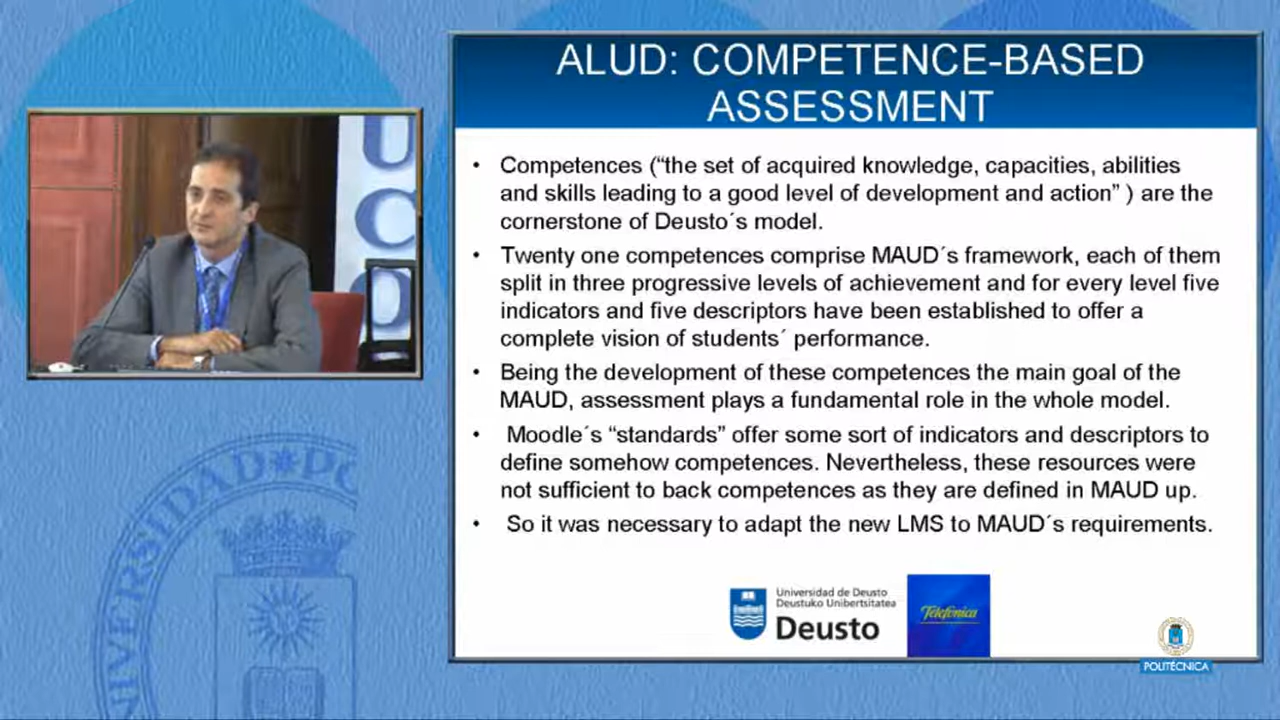 ALUD: COMPETENCE-BASED
ASSESSMENT
• Competences (“the set of acquired knowledge, capacities, abilities
and skills leading to a good level of development and action” ) are the
cornerstone of Deusto´s model.
• Twenty one competences comprise MAUD´s framework, each of them
split in three progressive levels of achievement and for every level five
indicators and five descriptors have been established to offer a
complete vision of students´ performance.
• Being the development of these competences the main goal of the
MAUD, assessment plays a fundamental role in the whole model.
• Moodle´s “standards” offer some sort of indicators and descriptors to
define somehow competences. Nevertheless, these resources were
not sufficient to back competences as they are defined in MAUD up.
• So it was necessary to adapt the new LMS to MAUD´s requirements.
Universidad de Deusto
Deustuko Unibertsitatea
Deusto
Telefónica
POLITÉCNICA
UCO
UNIVERSIDAD